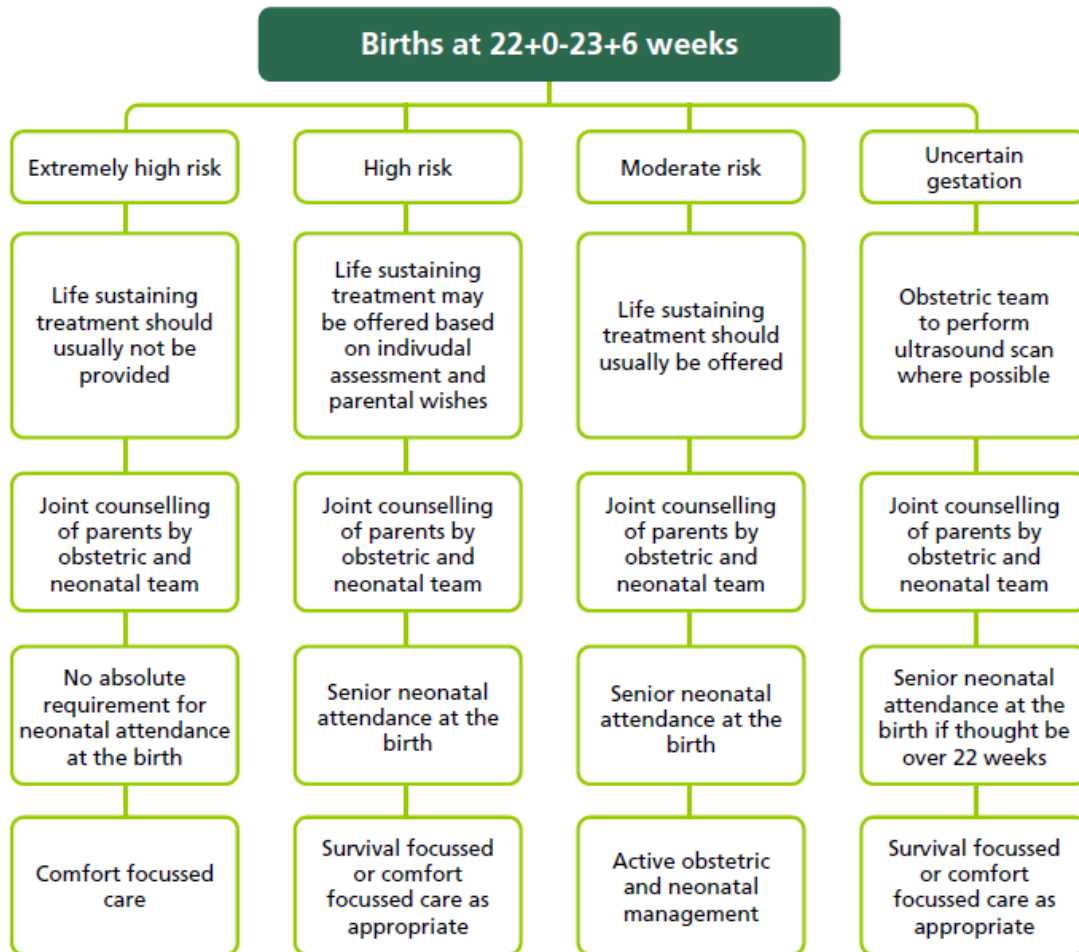 Births at 22+0-23+6 weeks
Extremely high risk
High risk
Moderate risk
Uncertain
gestation
Life sustaining
treatment should
usually not be
provided
Life sustaining
treatment may
be offered based
on indivudal
assessment and
parental wishes
Life sustaining
treatment should
usually be offered
Obstetric team
to perform
ultrasound scan
where possible
Joint counselling
of parents by
obstetric and
neonatal team
Joint counselling
of parents by
obstetric and
neonatal team
Joint counselling
of parents by
obstetric and
neonatal team
Joint counselling
of parents by
obstetric and
neonatal team
No absolute
requirement for
neonatal attendance
at the birth
Senior neonatal
attendance at the
birth
Senior neonatal
attendance at the
birth
Senior neonatal
attendance at the
birth if thought be
over 22 weeks
Comfort focussed
care
Survival focussed
or comfort
focussed care as
appropriate
Active obstetric
and neonatal
management
Survival focussed
or comfort
focussed care as
appropriate